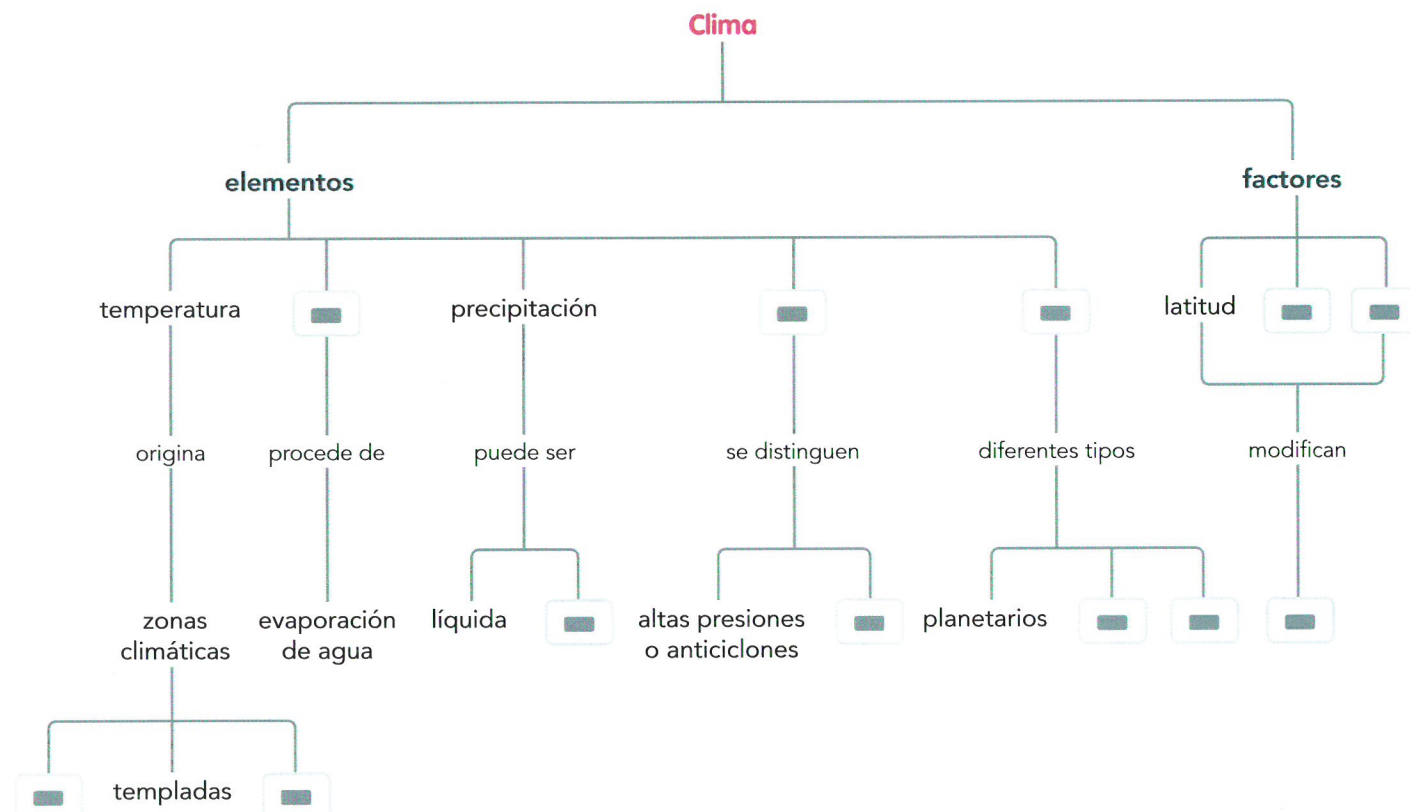 Clima
elementos
factores
temperatura
precipitación
latitud
origina
procede de
puede ser
se distinguen
diferentes tipos
modifican
zonas
climáticas
evaporación
de agua
líquida
altas presiones
o anticiclones
planetarios
templadas